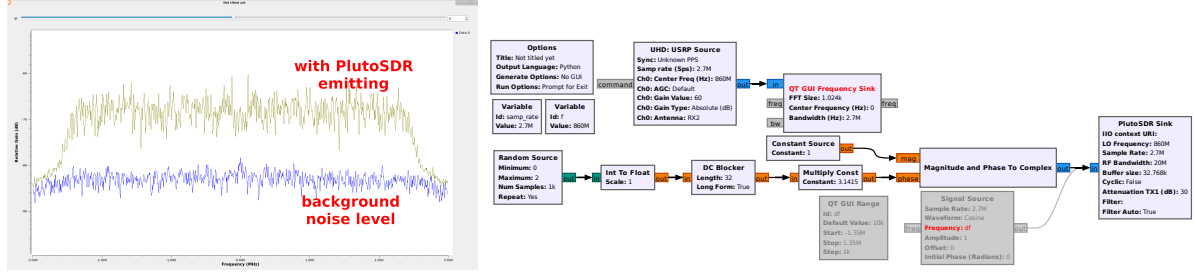 Not titled yet
Data 0
with PlutoSDR
emitting
background
noise level
Relative Gain (dB)
Frequency (MHz)
Options
Title: Not titled yet
Output Language: Python
Generate Options: No GUI
Run Options: Prompt for Exit
Variable
Id: samp_rate
Value: 2.7M
Variable
Id: f
Value: 860M
UHD: USRP Source
Sync: Unknown PPS
Samp rate (Sps): 2.7M
Ch0: Center Freq (Hz): 860M
Ch0: AGC: Default
Ch0: Gain Value: 60
Ch0: Gain Type: Absolute (dB)
Ch0: Antenna: RX2
command
out
in
freq
bw
QT GUI Frequency Sink
FFT Size: 1.024k
Center Frequency (Hz): 0
Bandwidth (Hz): 2.7M
freq
Random Source
Minimum: 0
Maximum: 2
Num Samples: 1k
Repeat: Yes
out
in
Int To Float
Scale: 1
out
in
DC Blocker
Length: 32
Long Form: True
out
in
Multiply Const
Constant: 3.1415
out
Constant Source
Constant: 1
out
mag
phase
Magnitude and Phase To Complex
out
QT GUI Range
Id: df
Default Value: 10k
Start: -1.35M
Stop: 1.35M
Step: 1k
freq
Signal Source
Sample Rate: 2.7M
Waveform: Cosine
Frequency: df
Amplitude: 1
Offset: 0
Initial Phase (Radians): 0
out
in
PlutoSDR Sink
IIO context URI:
LO Frequency: 860M
Sample Rate: 2.7M
RF Bandwidth: 20M
Buffer size: 32.768k
Cyclic: False
Attenuation TX1 (dB): 30
Filter:
Filter Auto: True